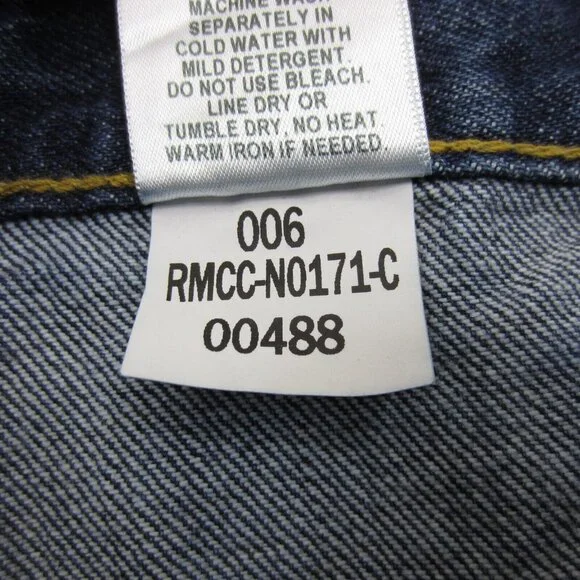 MACHINE WASH
SEPARATELY IN
COLD WATER WITH
MILD DETERGENT.
DO NOT USE BLEACH.
LINE DRY OR
TUMBLE DRY, NO HEAT
WARM IRON IF NEEDED.
006
RMCC-N0171-C
00488